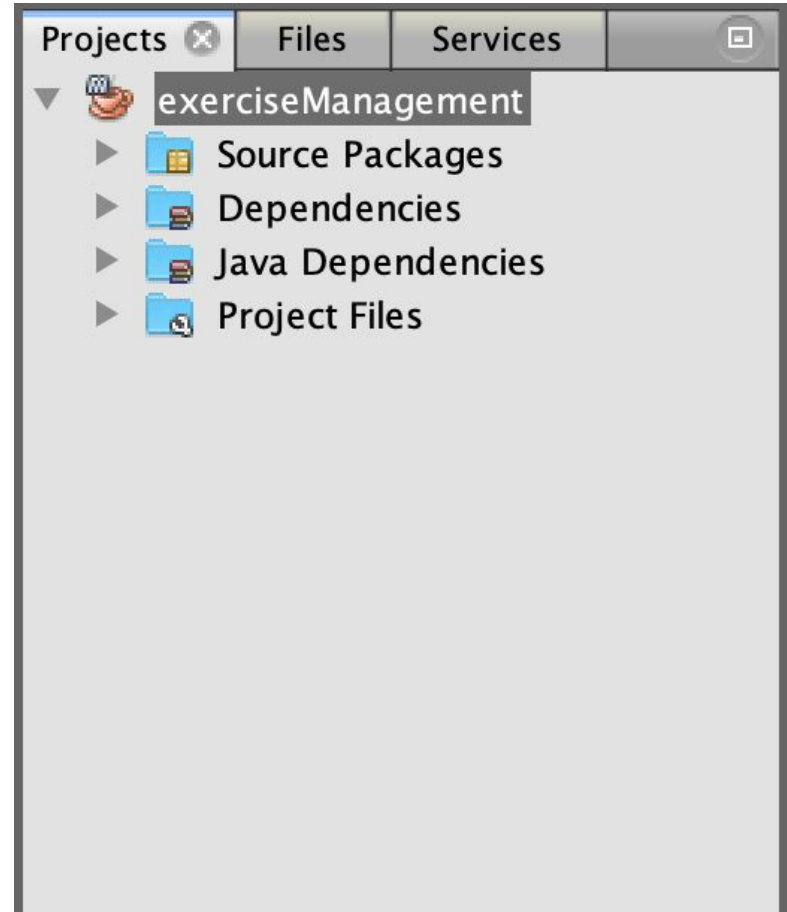 Projects Files Services
exerciseManagement
Source Packages
Dependencies
Java Dependencies
Project Files